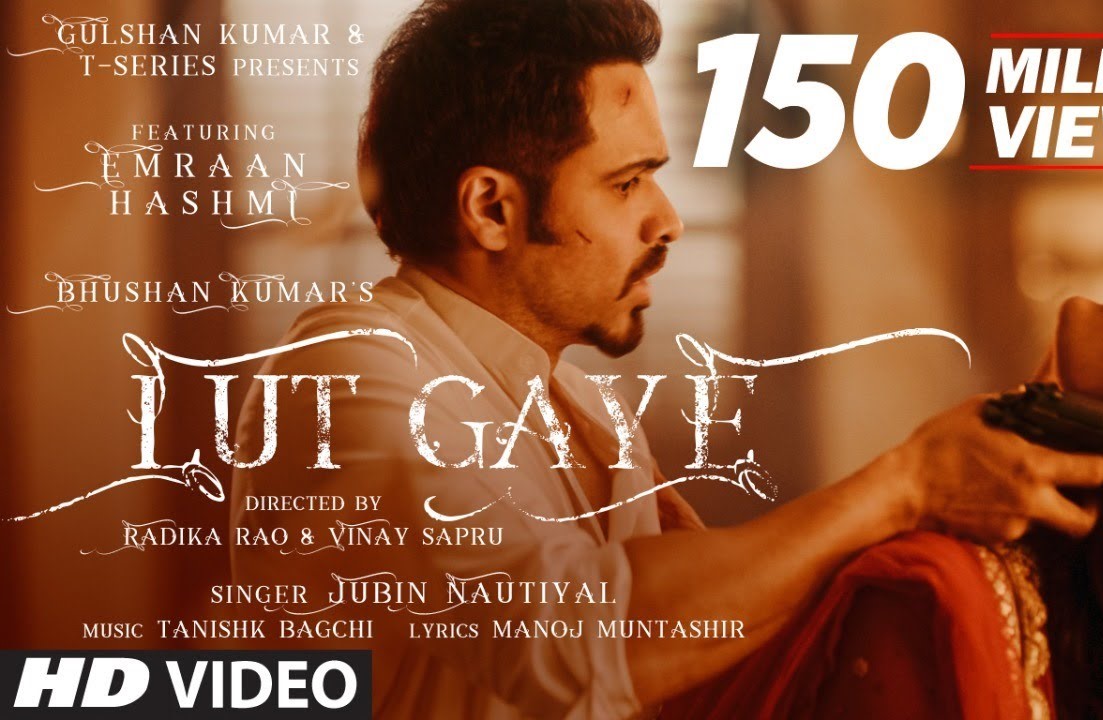 GULSHAN KUMAR &
T-SERIES PRESENTS
FEATURING
EMRAAN
HASHMI
BHUSHAN KUMAR'S
LUT GAYE
DIRECTED BY
RADIKA RAO & VINAY SAPRU
SINGER JUBIN NAUTIYAL
MUSIC TANISHK BAGCHI LYRICS MANOJ MUNTASHIR
HD VIDEO
150